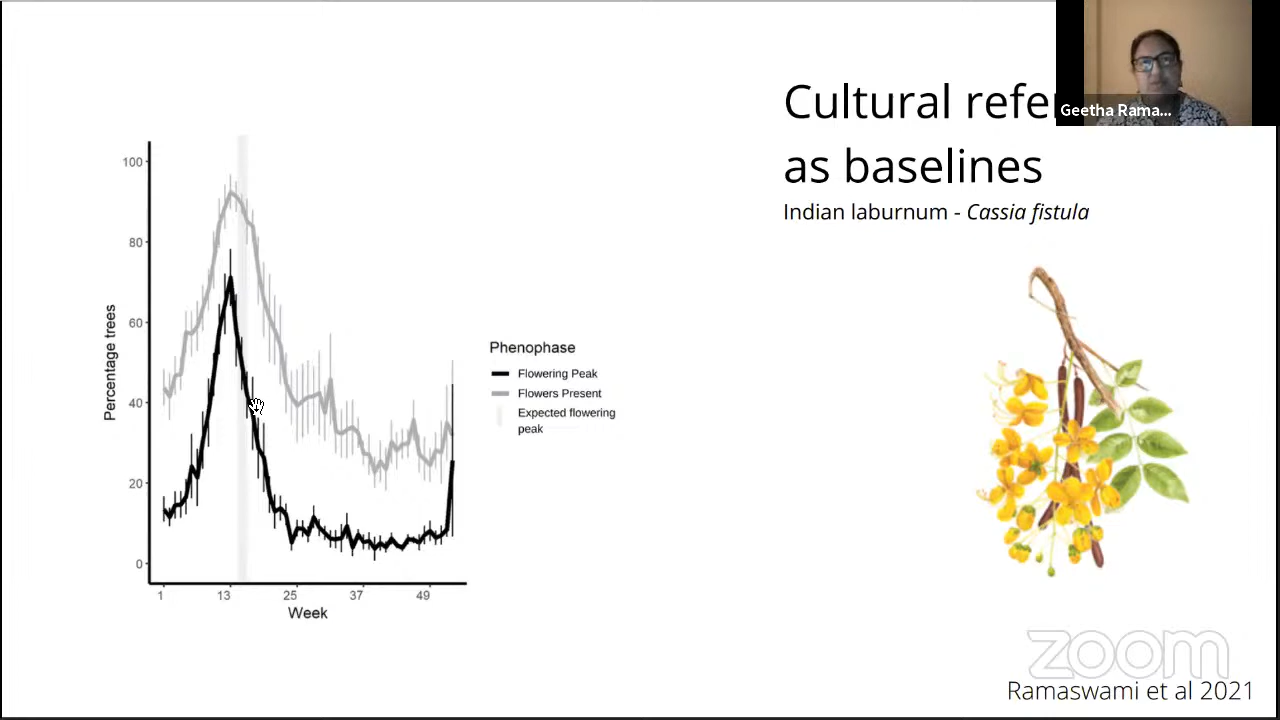 Cultural refe
Geetha Rama...
as baselines
Indian laburnum - Cassia fistula
100
80
60
40
20
0
Percentage trees
1 13 25 37 49
Week
Phenophase
Flowering Peak
Flowers Present
Expected flowering
peak
zoom
Ramaswami et al 2021